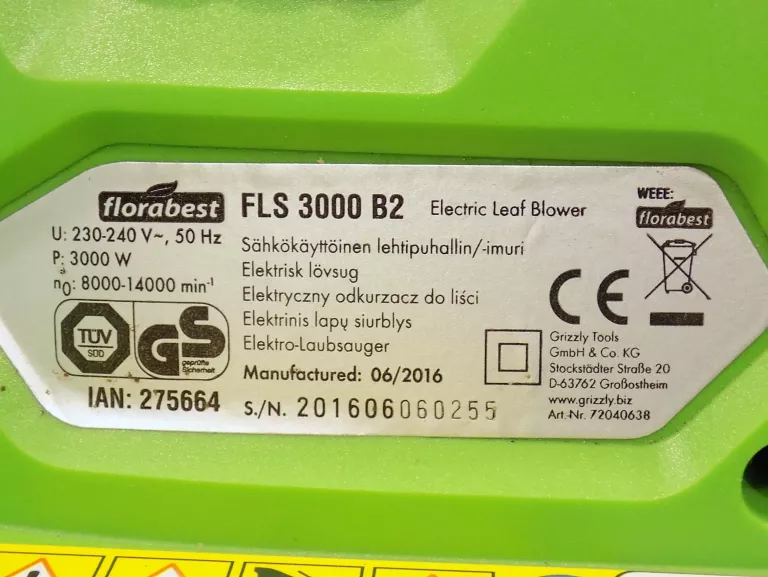 florabest FLS 3000 B2 Electric Leaf Blower
U: 230-240 V~, 50 Hz
P: 3000 W
n0: 8000-14000 min-1
TÜV
SÜD
GS
geprüfte
Sicherheit
IAN: 275664
Sähkökäyttöinen lehtipuhallin/-imuri
Elektrisk lövsug
Elektryczny odkurzacz do liści
Elektrinis lapų siurblys
Elektro-Laubsauger
Manufactured: 06/2016
S./N. 201606060255
WEEE:
florabest
CE
Grizzly Tools
GmbH & Co. KG
Stockstädter Straße 20
D-63762 Großostheim
www.grizzly.biz
Art.-Nr. 72040638